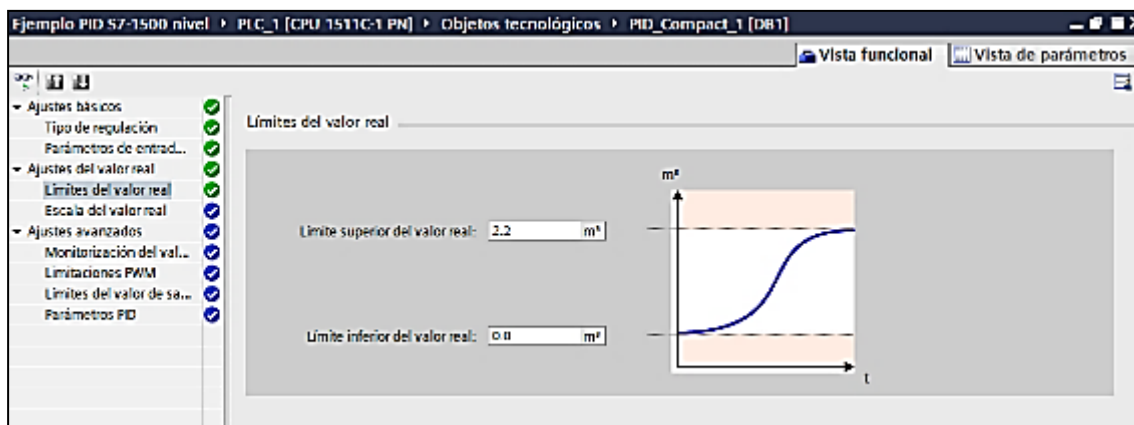 Ejemplo PID S7-1500 nivel ▸ PLC_1 [CPU 1511C-1 PN] ▸ Objetos tecnológicos ▸ PID_Compact_1 [DB1]
Vista funcional
Vista de parámetros
Ajustes básicos
Tipo de regulación
Parámetros de entrad...
Ajustes del valor real
Límites del valor real
Escala del valor real
Ajustes avanzados
Monitorización del val...
Limitaciones PWM
Límites del valor de sa...
Parámetros PID
Límites del valor real
m³
Límite superior del valor real: 2.2 m³
Límite inferior del valor real: 0.0 m³
t